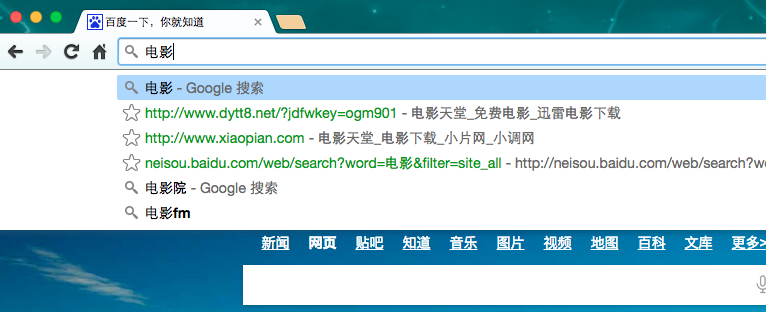 百度一下，你就知道
电影
电影 - Google 搜索
http://www.dytt8.net/?jdfwkey=ogm901 - 电影天堂_免费电影_迅雷电影下载
http://www.xiaopian.com - 电影天堂_电影下载_小片网_小调网
neisou.baidu.com/web/search?word=电影&filter=site_all - http://neisou.baidu.com/web/search?w
电影院 - Google 搜索
电影fm
新闻 网页 贴吧 知道 音乐 图片 视频 地图 百科 文库 更多>